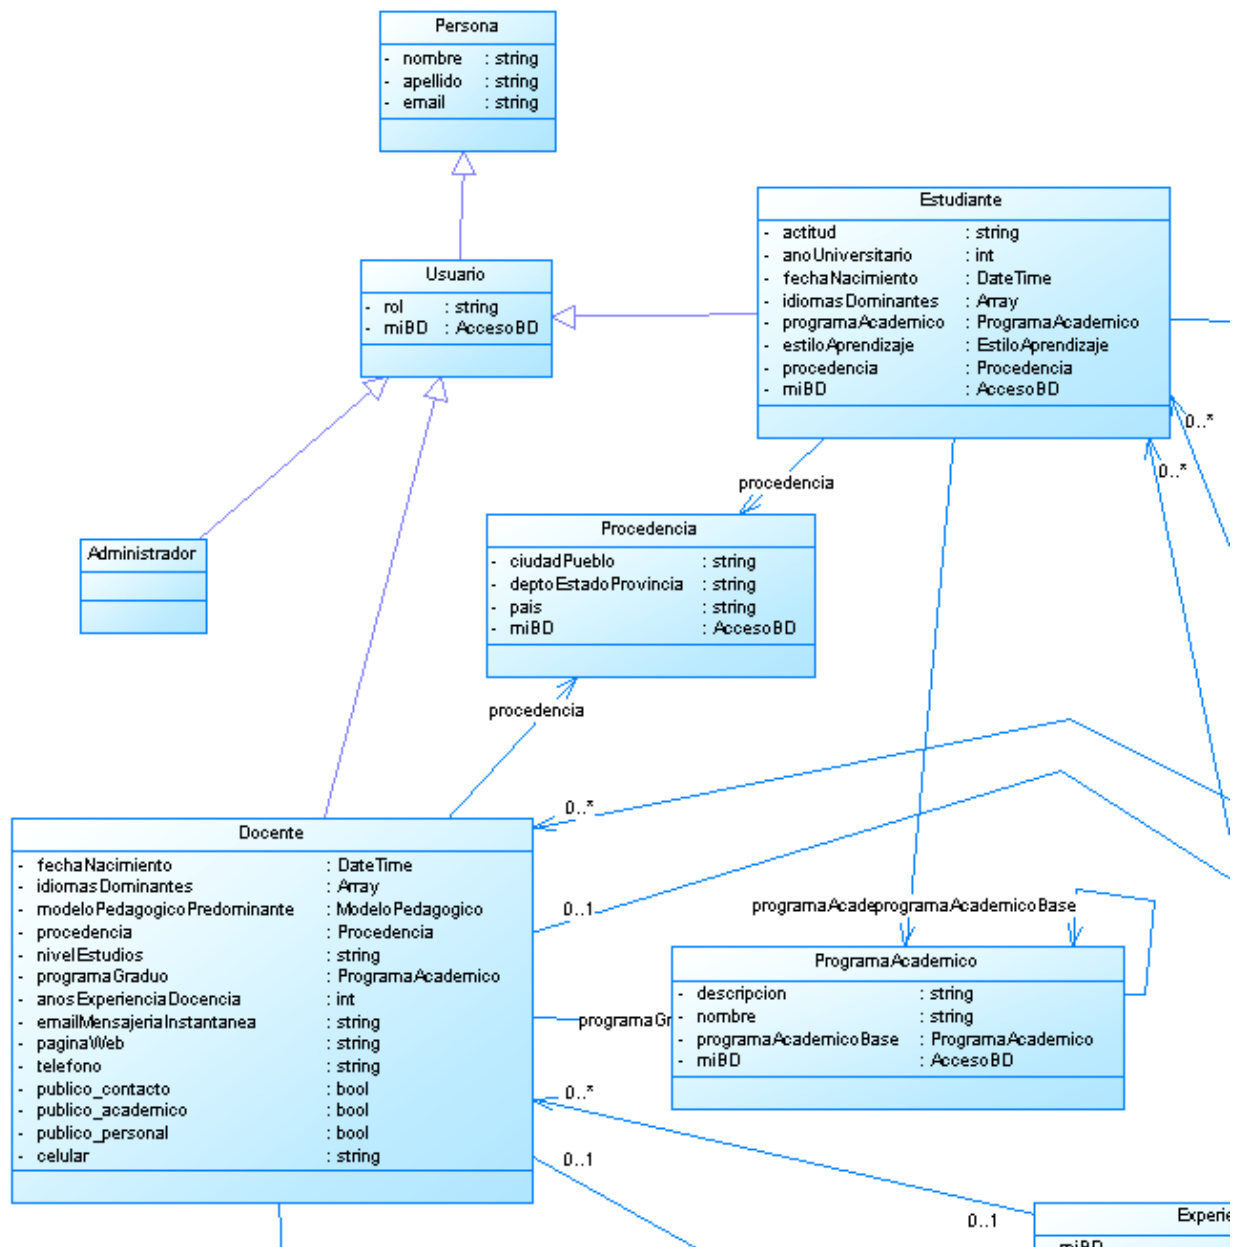 Persona
- nombre : string
- apellido : string
- email : string
Estudiante
- actitud : string
- anoUniversitario : int
- fechaNacimiento : DateTime
- idiomasDominantes : Array
- programaAcademico : ProgramaAcademico
- estiloAprendizaje : EstiloAprendizaje
- procedencia : Procedencia
- miBD : AccesoBD
Usuario
- rol : string
- miBD : AccesoBD
0..*
0..*
procedencia
Procedencia
- ciudadPueblo : string
- deptoEstadoProvincia : string
- pais : string
- miBD : AccesoBD
Administrador
procedencia
0..*
Docente
- fechaNacimiento : DateTime
- idiomasDominantes : Array
- modeloPedagogicoPredominante : ModeloPedagogico
- procedencia : Procedencia
- nivelEstudios : string
- programaGraduo : ProgramaAcademico
- anosExperienciaDocencia : int
- emailMensajeriaInstantanea : string
- paginaWeb : string
- telefono : string
- publico_contacto : bool
- publico_academico : bool
- publico_personal : bool
- celular : string
0..1
programaAcade
programaAcademicoBase
ProgramaAcademico
- descripcion : string
- nombre : string
- programaAcademicoBase : ProgramaAcademico
- miBD : AccesoBD
programaGr
0..*
0..1
0..1
Experie